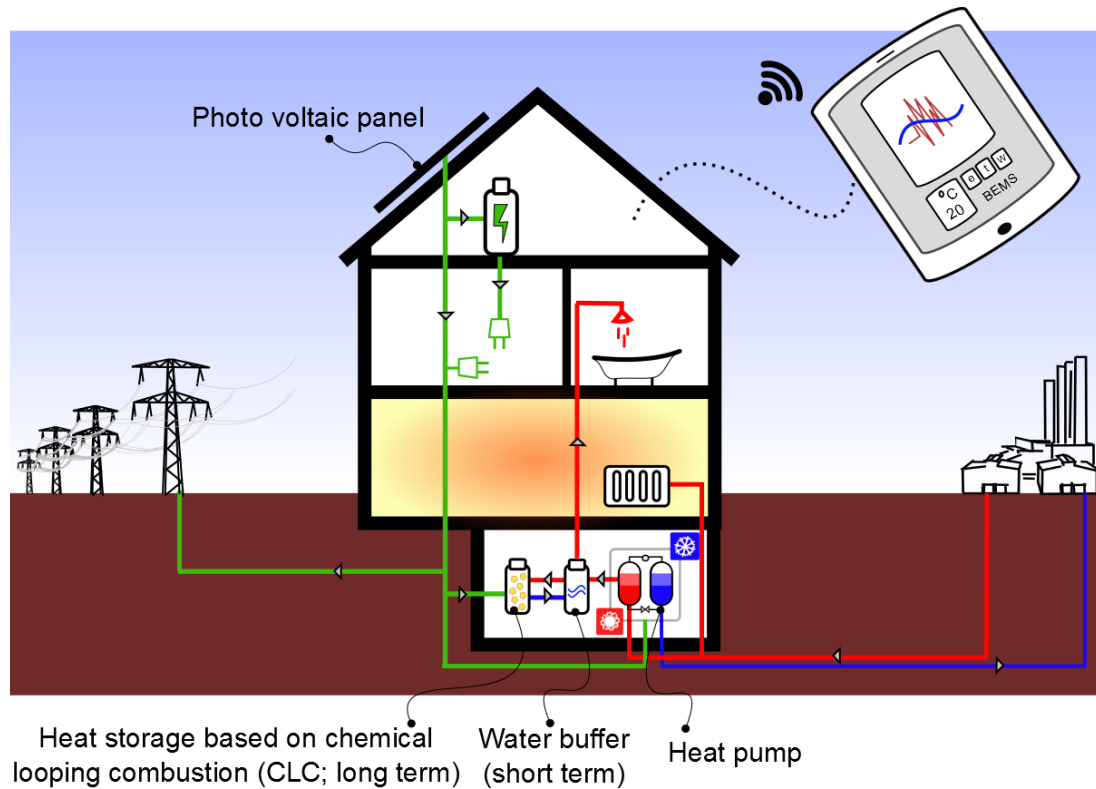 Photo voltaic panel
°C
20
e t w
BEMS
Heat storage based on chemical
looping combustion (CLC; long term)
Water buffer
(short term)
Heat pump